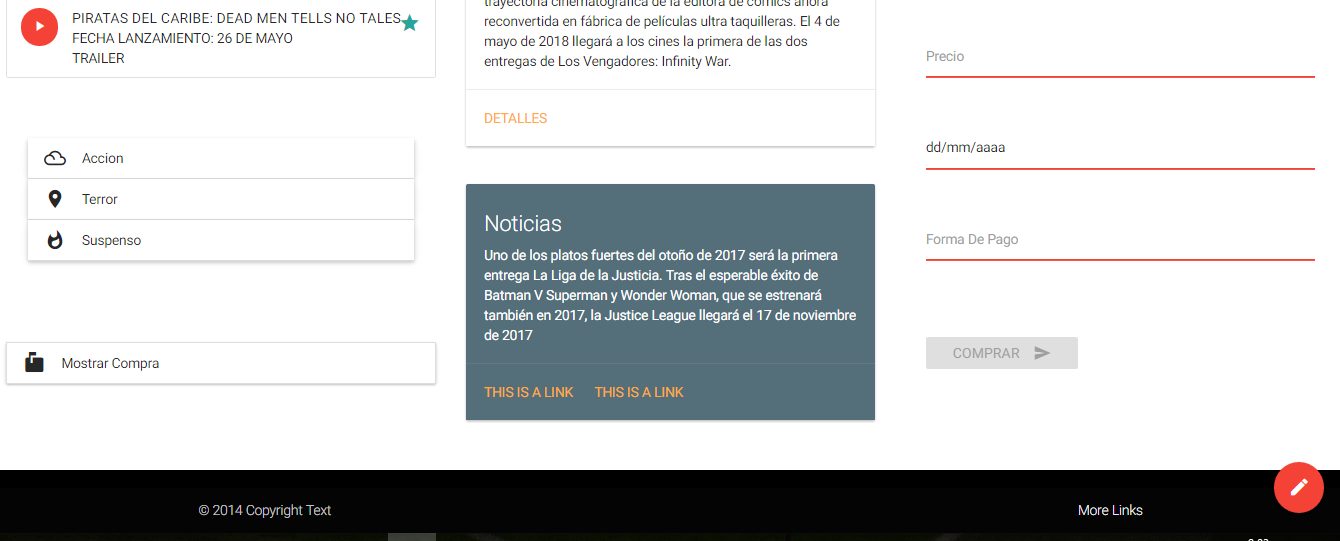 PIRATAS DEL CARIBE: DEAD MEN TELLS NO TALES
FECHA LANZAMIENTO: 26 DE MAYO
TRAILER
Accion
Terror
Suspenso
Mostrar Compra
trayectoria cinematográfica de la editora de cómics ahora
reconvertida en fábrica de películas ultra taquilleras. El 4 de
mayo de 2018 llegará a los cines la primera de las dos
entregas de Los Vengadores: Infinity War.
DETALLES
Noticias
Uno de los platos fuertes del otoño de 2017 será la primera
entrega La Liga de la Justicia. Tras el esperable éxito de
Batman V Superman y Wonder Woman, que se estrenará
también en 2017, la Justice League llegará el 17 de noviembre
de 2017
THIS IS A LINK THIS IS A LINK
Precio
dd/mm/aaaa
Forma De Pago
COMPRAR
© 2014 Copyright Text
More Links